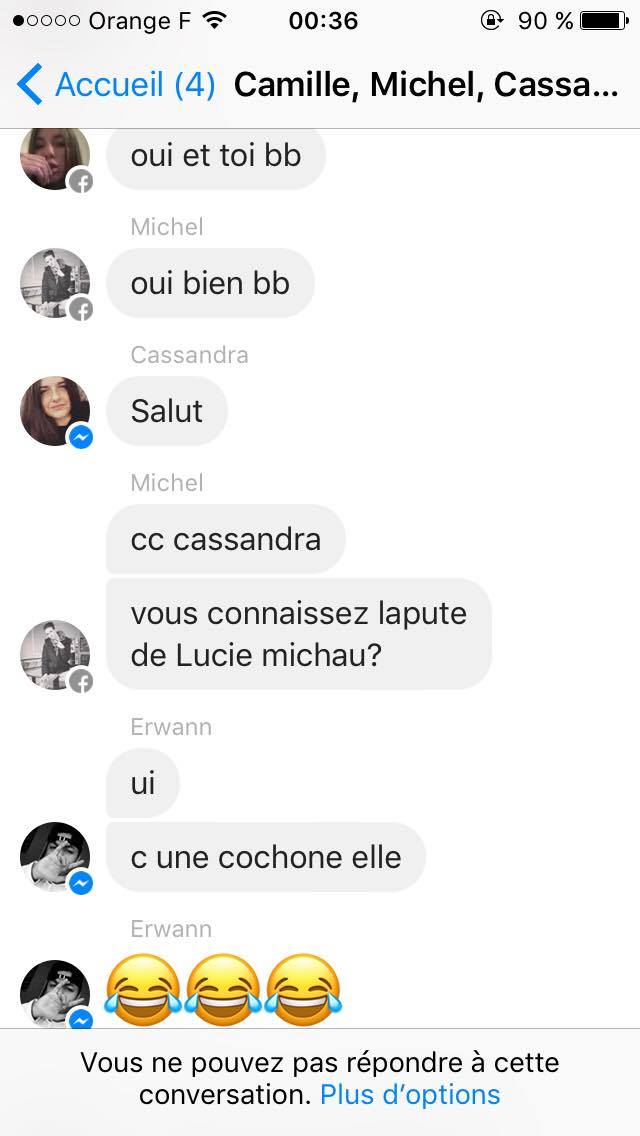 Orange F 00:36 90 %
Accueil (4) Camille, Michel, Cassa...
oui et toi bb
Michel
oui bien bb
Cassandra
Salut
Michel
cc cassandra
vous connaissez lapute
de Lucie michau?
Erwann
ui
c une cochone elle
Erwann
😂😂😂
Vous ne pouvez pas répondre à cette
conversation. Plus d’options